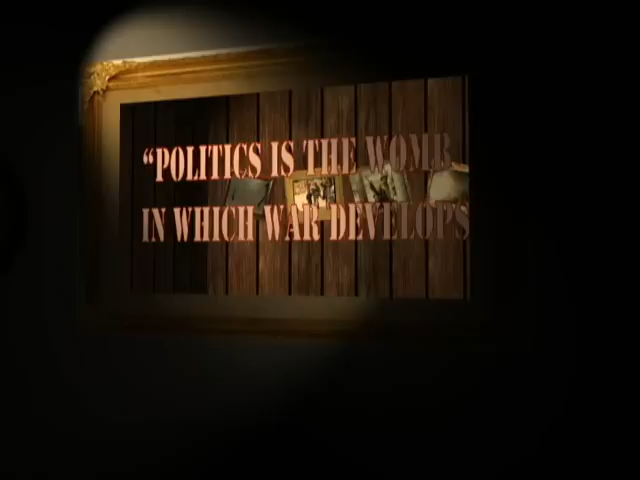 “POLITICS IS THE WOMB
IN WHICH WAR DEVELOPS